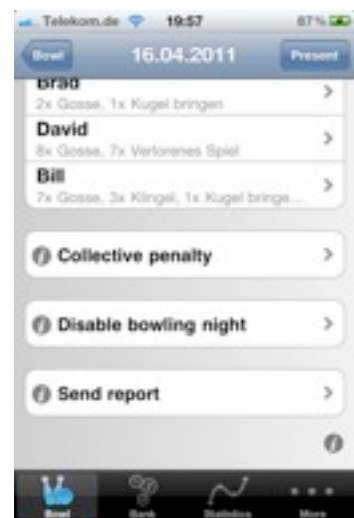 Telekom.de 19:57 87 %
Bowl 16.04.2011 Present
Brad
2x Gosse, 1x Kugel bringen
David
8x Gosse, 7x Verlorenes Spiel
Bill
7x Gosse, 3x Klingel, 1x Kugel bringe...
Collective penalty
Disable bowling night
Send report
Bowl Bank Statistics More